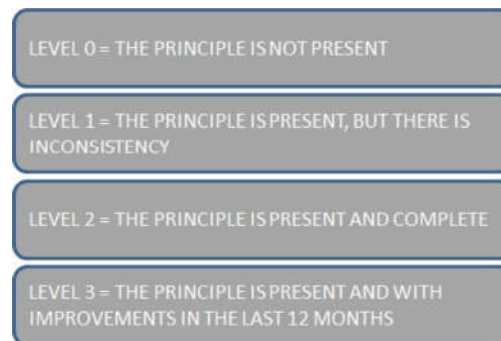 LEVEL 0 = THE PRINCIPLE IS NOT PRESENT
LEVEL 1 = THE PRINCIPLE IS PRESENT, BUT THERE IS
INCONSISTENCY
LEVEL 2 = THE PRINCIPLE IS PRESENT AND COMPLETE
LEVEL 3 = THE PRINCIPLE IS PRESENT AND WITH
IMPROVEMENTS IN THE LAST 12 MONTHS